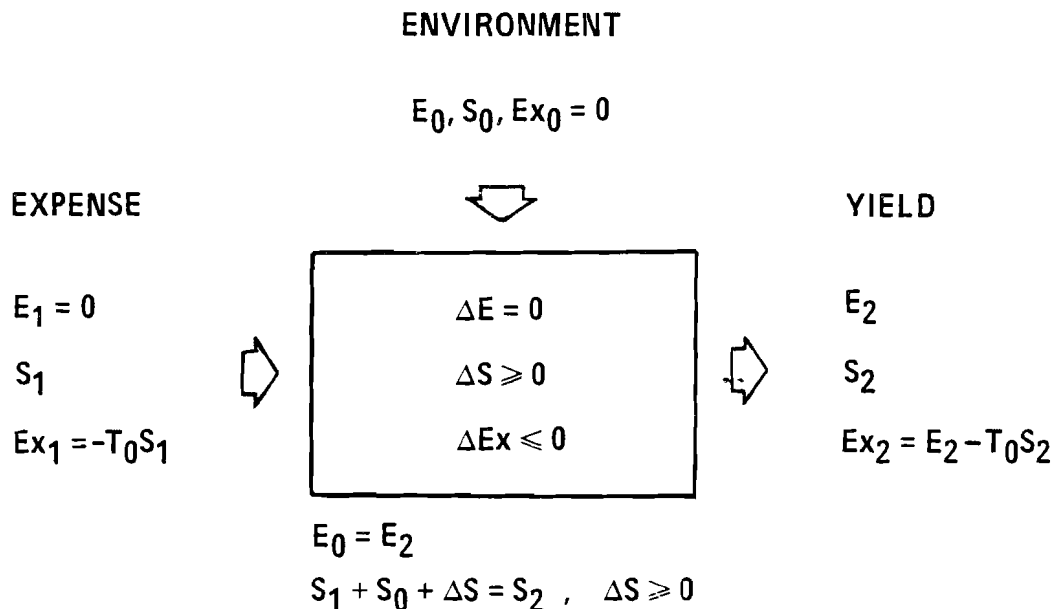 ENVIRONMENT
E₀, S₀, Ex₀ = 0
EXPENSE
YIELD
E₁ = 0
ΔE = 0
E₂
S₁
ΔS ⩾ 0
S₂
Ex₁ = -T₀S₁
ΔEx ⩽ 0
Ex₂ = E₂ - T₀S₂
E₀ = E₂
S₁ + S₀ + ΔS = S₂ , ΔS ⩾ 0